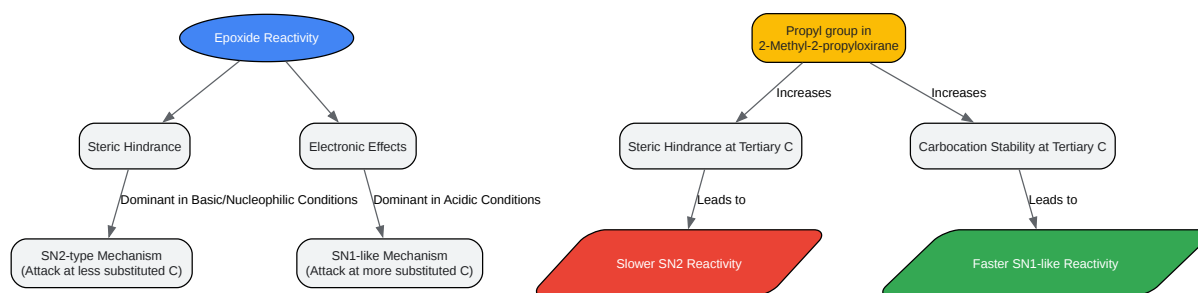 Epoxide Reactivity
Propyl group in
2-Methyl-2-propyloxirane
Increases
Increases
Steric Hindrance
Electronic Effects
Steric Hindrance at Tertiary C
Carbocation Stability at Tertiary C
Dominant in Basic/Nucleophilic Conditions
Dominant in Acidic Conditions
Leads to
Leads to
SN2-type Mechanism
(Attack at less substituted C)
SN1-like Mechanism
(Attack at more substituted C)
Slower SN2 Reactivity
Faster SN1-like Reactivity